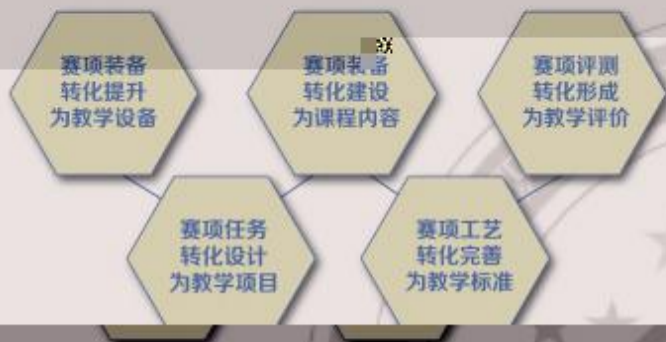 赛项装备
转化提升
为教学设备
赛项装备
转化建设
为课程内容
赛项评测
转化形成
为教学评价
赛项任务
转化设计
为教学项目
赛项工艺
转化完善
为教学标准